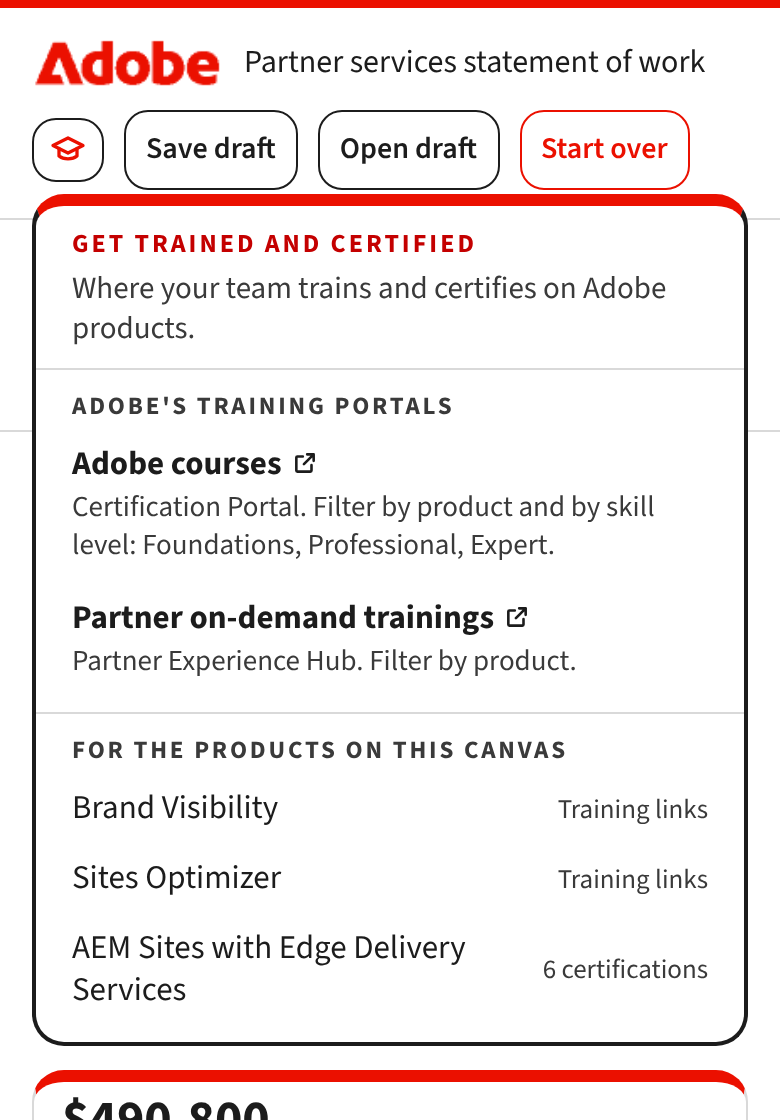 Adobe Partner services statement of work
Save draft Open draft Start over
GET TRAINED AND CERTIFIED
Where your team trains and certifies on Adobe
products.
ADOBE'S TRAINING PORTALS
Adobe courses
Certification Portal. Filter by product and by skill
level: Foundations, Professional, Expert.
Partner on-demand trainings
Partner Experience Hub. Filter by product.
FOR THE PRODUCTS ON THIS CANVAS
Brand Visibility Training links
Sites Optimizer Training links
AEM Sites with Edge Delivery
Services 6 certifications
$490,800